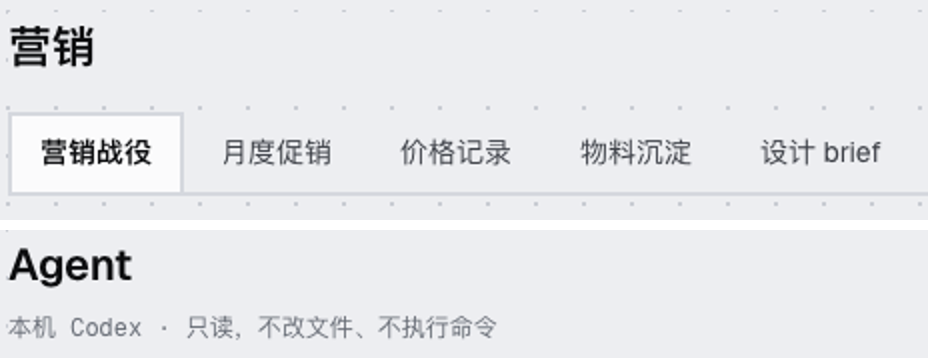 营销
营销战役 月度促销 价格记录 物料沉淀 设计 brief
Agent
本机 Codex · 只读，不改文件、不执行命令